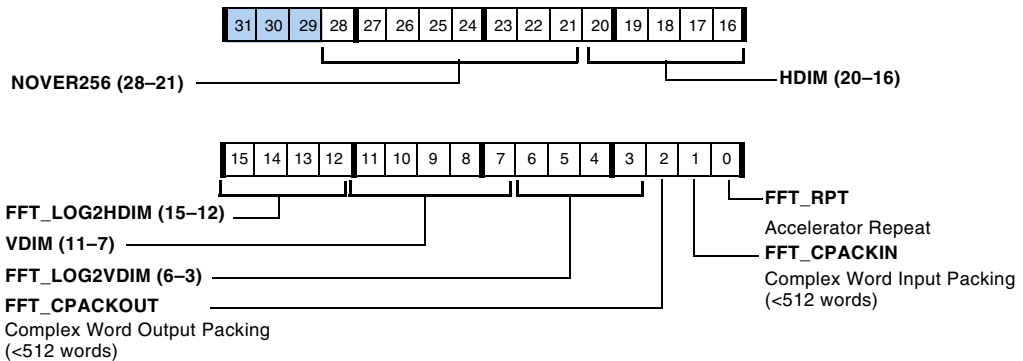 31 30 29 28 27 26 25 24 23 22 21 20 19 18 17 16
NOVER256 (28–21)
HDIM (20–16)
15 14 13 12 11 10 9 8 7 6 5 4 3 2 1 0
FFT_LOG2HDIM (15–12)
VDIM (11–7)
FFT_LOG2VDIM (6–3)
FFT_CPACKOUT
Complex Word Output Packing
(<512 words)
FFT_RPT
Accelerator Repeat
FFT_CPACKIN
Complex Word Input Packing
(<512 words)